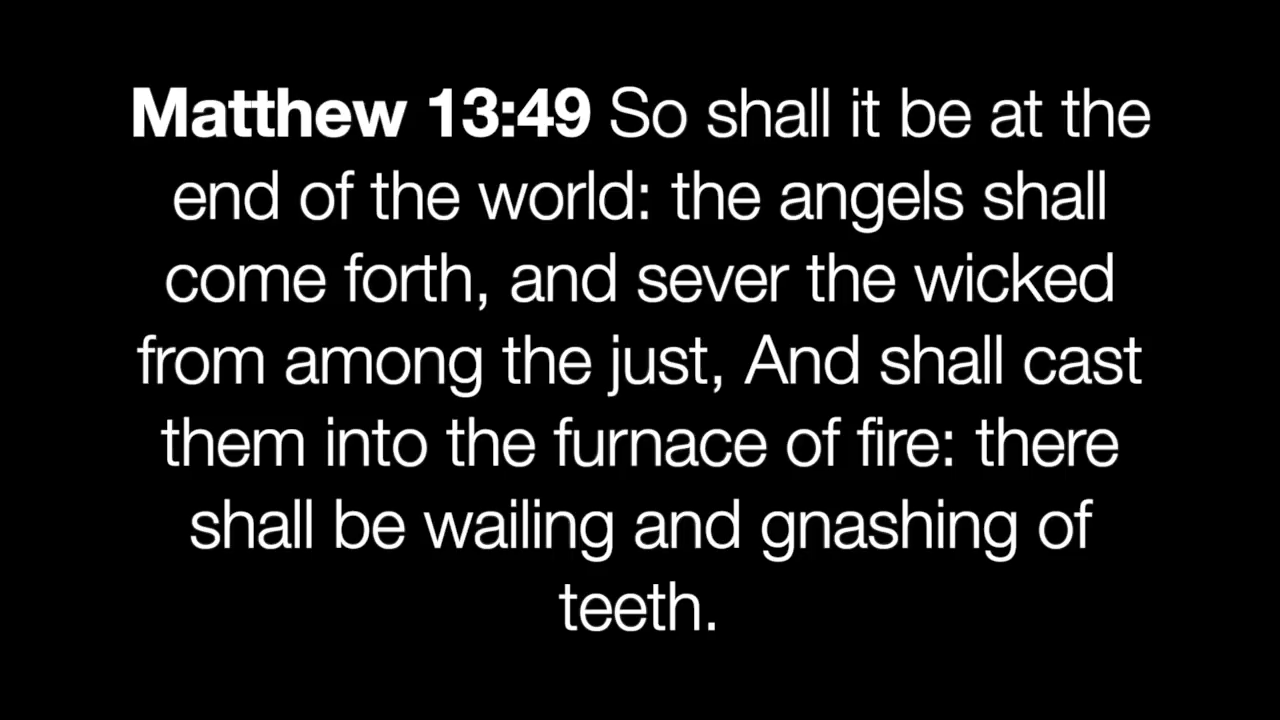 Matthew 13:49 So shall it be at the
end of the world: the angels shall
come forth, and sever the wicked
from among the just, And shall cast
them into the furnace of fire: there
shall be wailing and gnashing of
teeth.